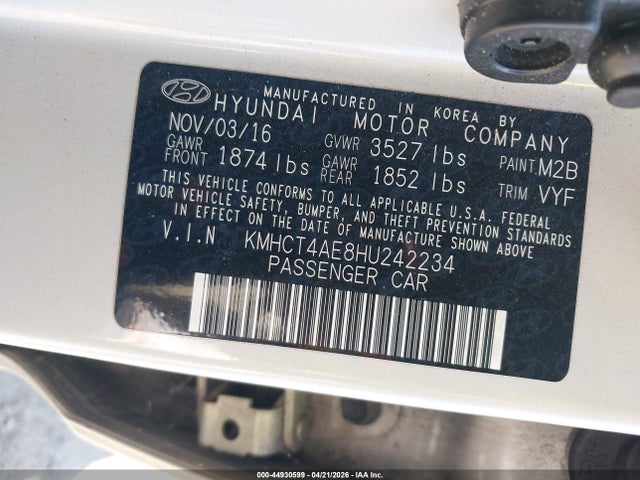 MANUFACTURED IN KOREA BY
HYUNDAI MOTOR COMPANY
NOV/03/16 GVWR 3527 lbs PAINT M2B
GAWR FRONT 1874 lbs GAWR REAR 1852 lbs TRIM VYF
THIS VEHICLE CONFORMS TO ALL APPLICABLE U.S.A. FEDERAL
MOTOR VEHICLE SAFETY, BUMPER, AND THEFT PREVENTION STANDARDS
IN EFFECT ON THE DATE OF MANUFACTURE SHOWN ABOVE.
V.I.N KMHCT4AE8HU242234
PASSENGER CAR
000-44930599 - 04/21/2026 - © IAA, Inc.